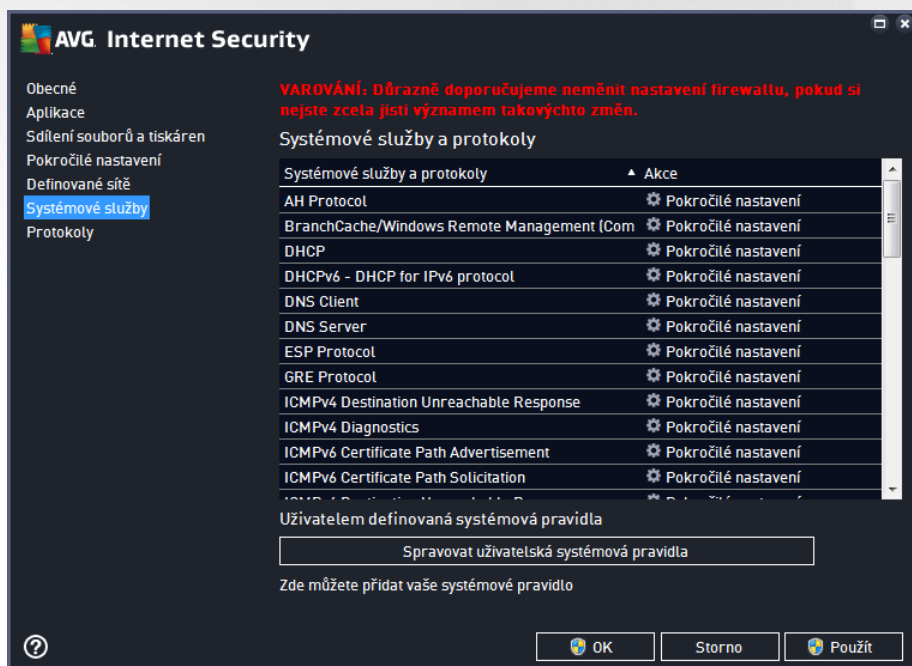 AVG Internet Security
Obecné
Aplikace
Sdílení souborů a tiskáren
Pokročilé nastavení
Definované sítě
Systémové služby
Protokoly
VAROVÁNÍ: Důrazně doporučujeme neměnit nastavení firewallu, pokud si
nejste zcela jisti významem takovýchto změn.
Systémové služby a protokoly
Systémové služby a protokoly Akce
AH Protocol Pokročilé nastavení
BranchCache/Windows Remote Management (Com Pokročilé nastavení
DHCP Pokročilé nastavení
DHCPv6 - DHCP for IPv6 protocol Pokročilé nastavení
DNS Client Pokročilé nastavení
DNS Server Pokročilé nastavení
ESP Protocol Pokročilé nastavení
GRE Protocol Pokročilé nastavení
ICMPv4 Destination Unreachable Response Pokročilé nastavení
ICMPv4 Diagnostics Pokročilé nastavení
ICMPv6 Certificate Path Advertisement Pokročilé nastavení
ICMPv6 Certificate Path Solicitation Pokročilé nastavení
Uživatelem definovaná systémová pravidla
Spravovat uživatelská systémová pravidla
Zde můžete přidat vaše systémové pravidlo
OK Storno Použít